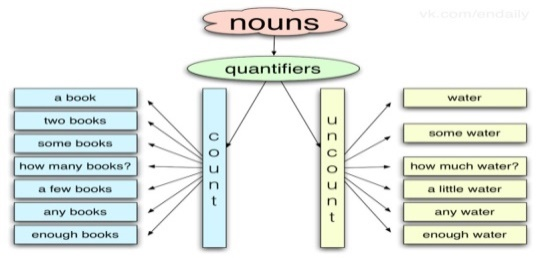 vk.com/endaily
nouns
quantifiers
count
a book
two books
some books
how many books?
a few books
any books
enough books
uncount
water
some water
how much water?
a little water
any water
enough water